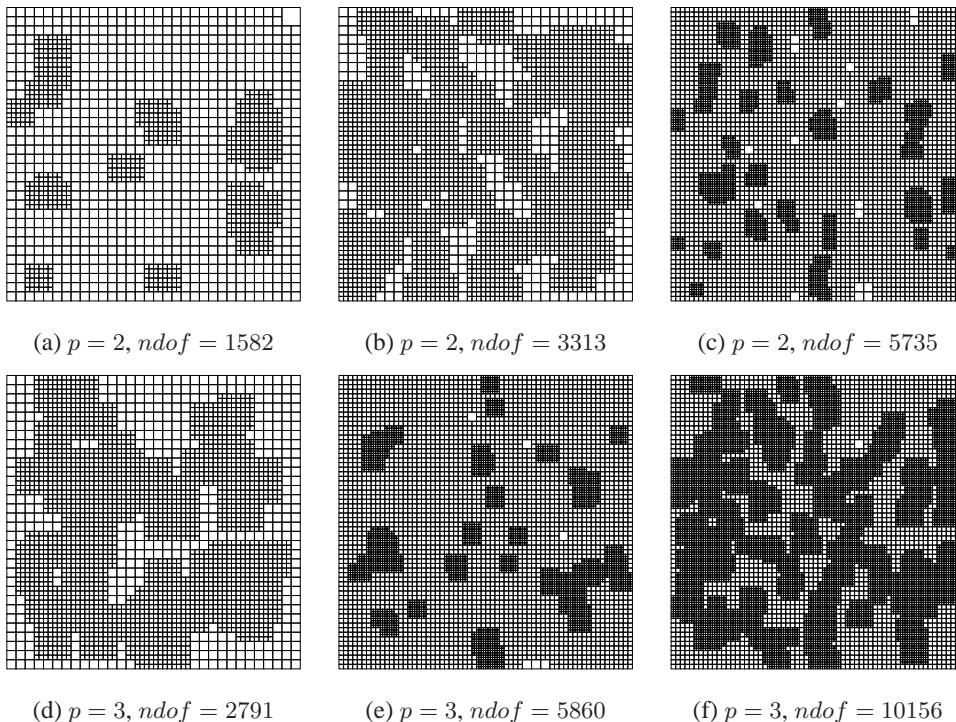 (a) p = 2, ndof = 1582
(b) p = 2, ndof = 3313
(c) p = 2, ndof = 5735
(d) p = 3, ndof = 2791
(e) p = 3, ndof = 5860
(f) p = 3, ndof = 10156